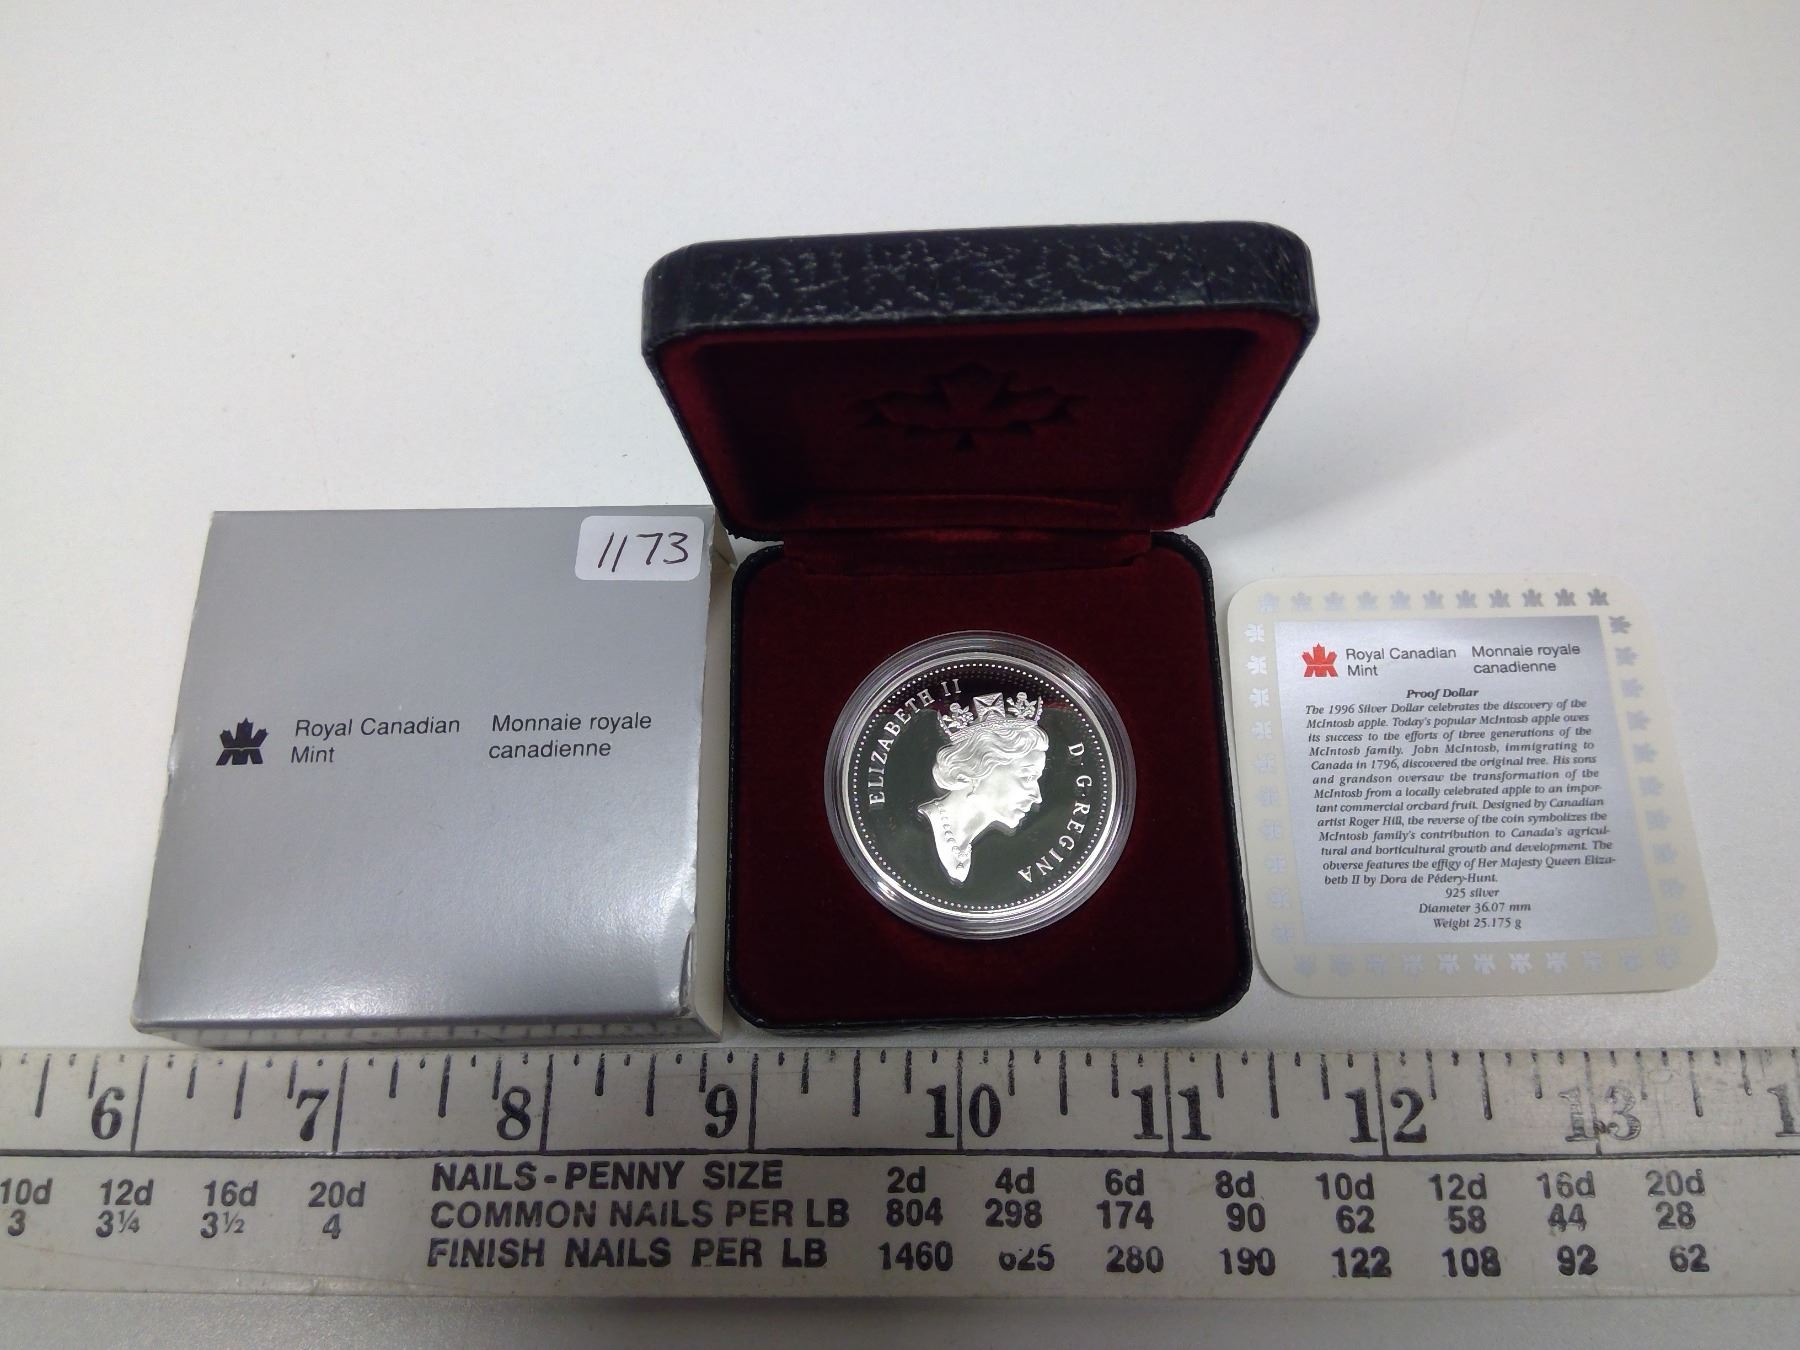 1173
Royal Canadian Mint
Monnaie royale canadienne
ELIZABETH II
D·G·REGINA
Royal Canadian Mint
Monnaie royale canadienne
Proof Dollar
The 1996 Silver Dollar celebrates the discovery of the
McIntosh apple. Today's popular McIntosh apple owes
its success to the efforts of three generations of the
McIntosh family. John McIntosh, immigrating to
Canada in 1796, discovered the original tree. His sons
and grandson oversaw the transformation of the
McIntosh from a locally celebrated apple to an impor-
tant commercial orchard fruit. Designed by Canadian
artist Roger Hill, the reverse of the coin symbolizes the
McIntosh family's contribution to Canada's agricul-
tural and horticultural growth and development. The
obverse features the effigy of Her Majesty Queen Eliza-
beth II by Dora de Pédery-Hunt.
925 silver
Diameter 36.07 mm
Weight 25.175 g
6 7 8 9 10 11 12 13 1
10d 12d 16d 20d NAILS - PENNY SIZE 2d 4d 6d 8d 10d 12d 16d 20d
3 3¼ 3½ 4 COMMON NAILS PER LB 804 298 174 90 62 58 44 28
FINISH NAILS PER LB 1460 625 280 190 122 108 92 62